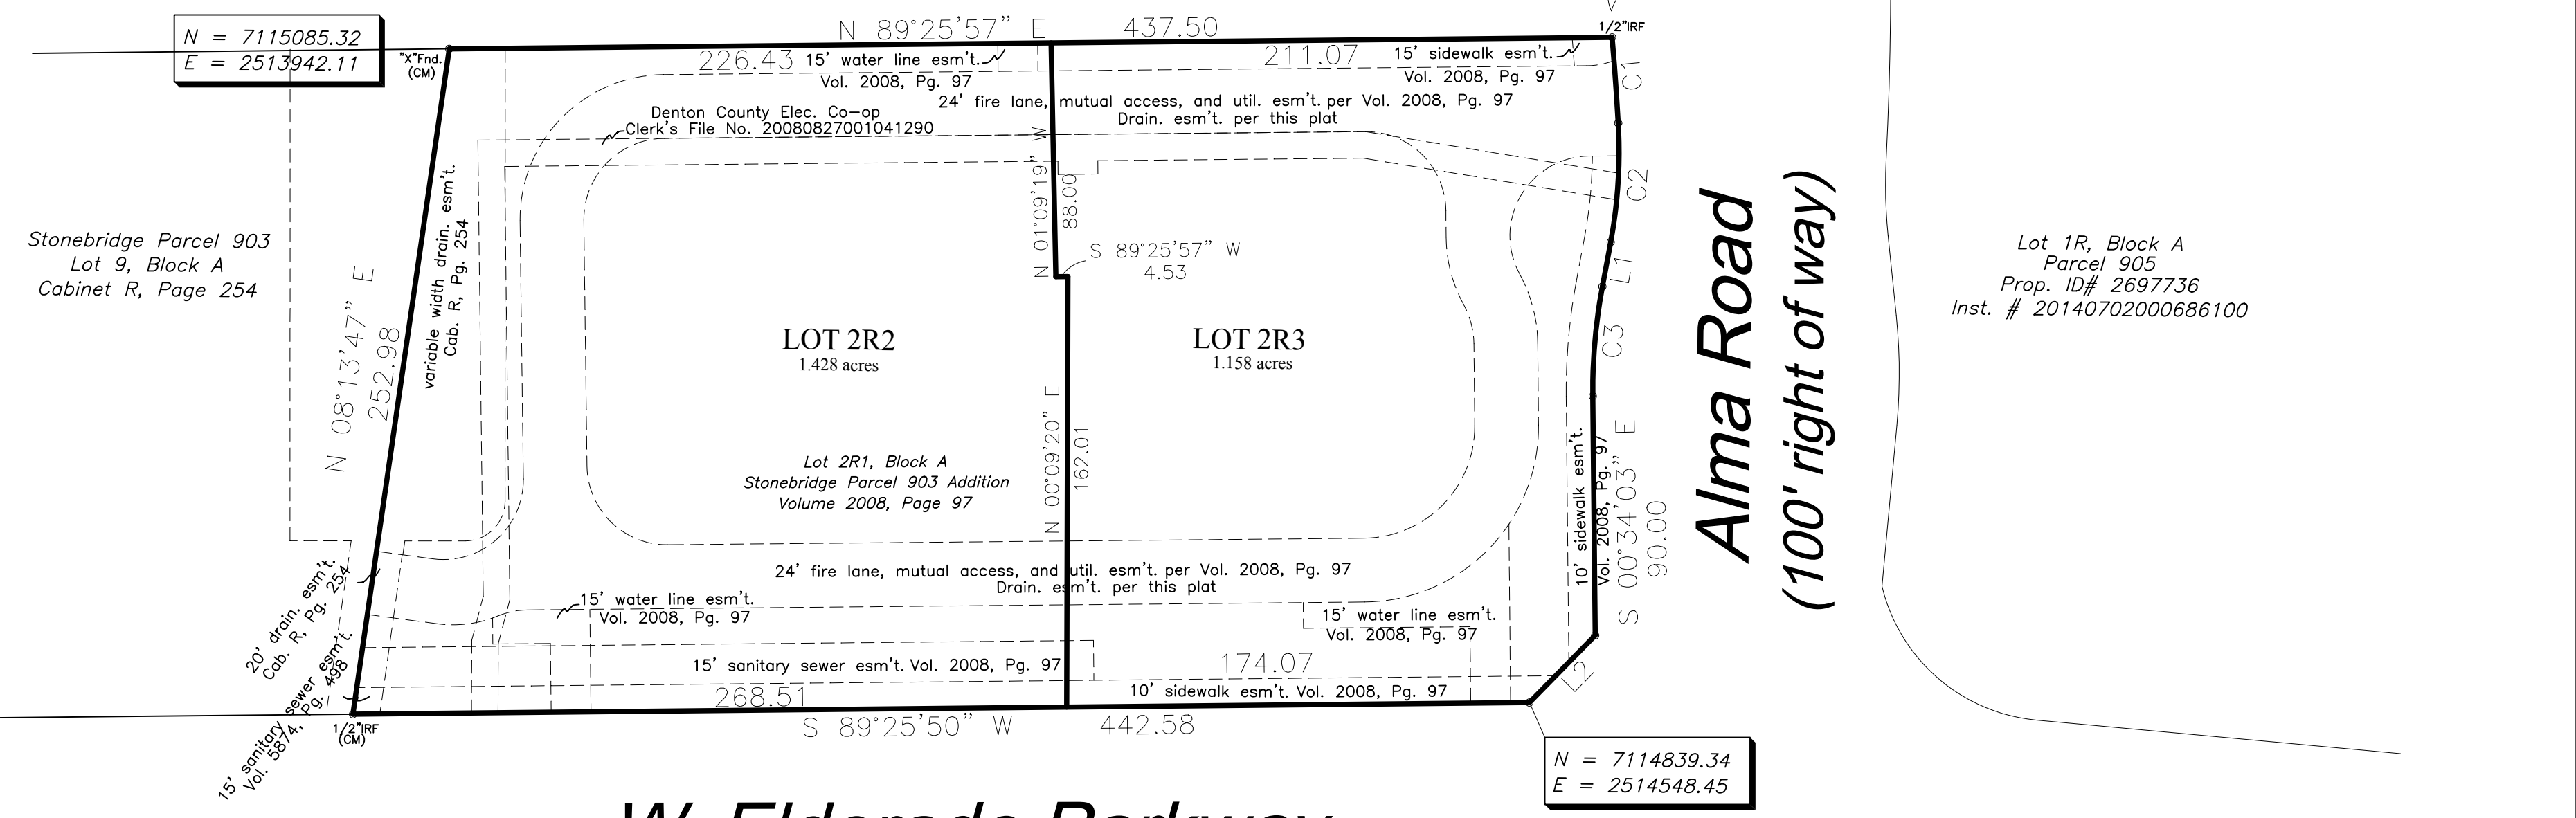 N = 7115085.32
E = 2513942.11
"X"Fnd.
(CM)
N 89°25'57" E 437.50
1/2"IRF
226.43
15' water line esm't.
Vol. 2008, Pg. 97
211.07
15' sidewalk esm't.
Vol. 2008, Pg. 97
C1
24' fire lane, mutual access, and util. esm't. per Vol. 2008, Pg. 97
Drain. esm't. per this plat
Denton County Elec. Co-op
Clerk's File No. 20080827001041290
variable width drain. esm't.
Cab. R, Pg. 254
N 01°09'19" W
88.00
S 89°25'57" W
4.53
C2
L1
C3
Stonebridge Parcel 903
Lot 9, Block A
Cabinet R, Page 254
N 08°13'47" E
252.98
LOT 2R2
1.428 acres
LOT 2R3
1.158 acres
Alma Road
(100' right of way)
Lot 1R, Block A
Parcel 905
Prop. ID# 2697736
Inst. # 20140702000686100
Lot 2R1, Block A
Stonebridge Parcel 903 Addition
Volume 2008, Page 97
N 00°09'20" E
162.01
10' sidewalk esm't.
Vol. 2008, Pg. 97
S 00°34'03" E
90.00
20' drain. esm't.
Cab. R, Pg. 254
24' fire lane, mutual access, and util. esm't. per Vol. 2008, Pg. 97
Drain. esm't. per this plat
15' water line esm't.
Vol. 2008, Pg. 97
15' water line esm't.
Vol. 2008, Pg. 97
15' sanitary sewer esm't.
Vol. 5874, Pg. 498
15' sanitary sewer esm't. Vol. 2008, Pg. 97
174.07
L2
268.51
10' sidewalk esm't. Vol. 2008, Pg. 97
1/2"IRF
(CM)
S 89°25'50" W 442.58
N = 7114839.34
E = 2514548.45
W. Eldorado Parkway